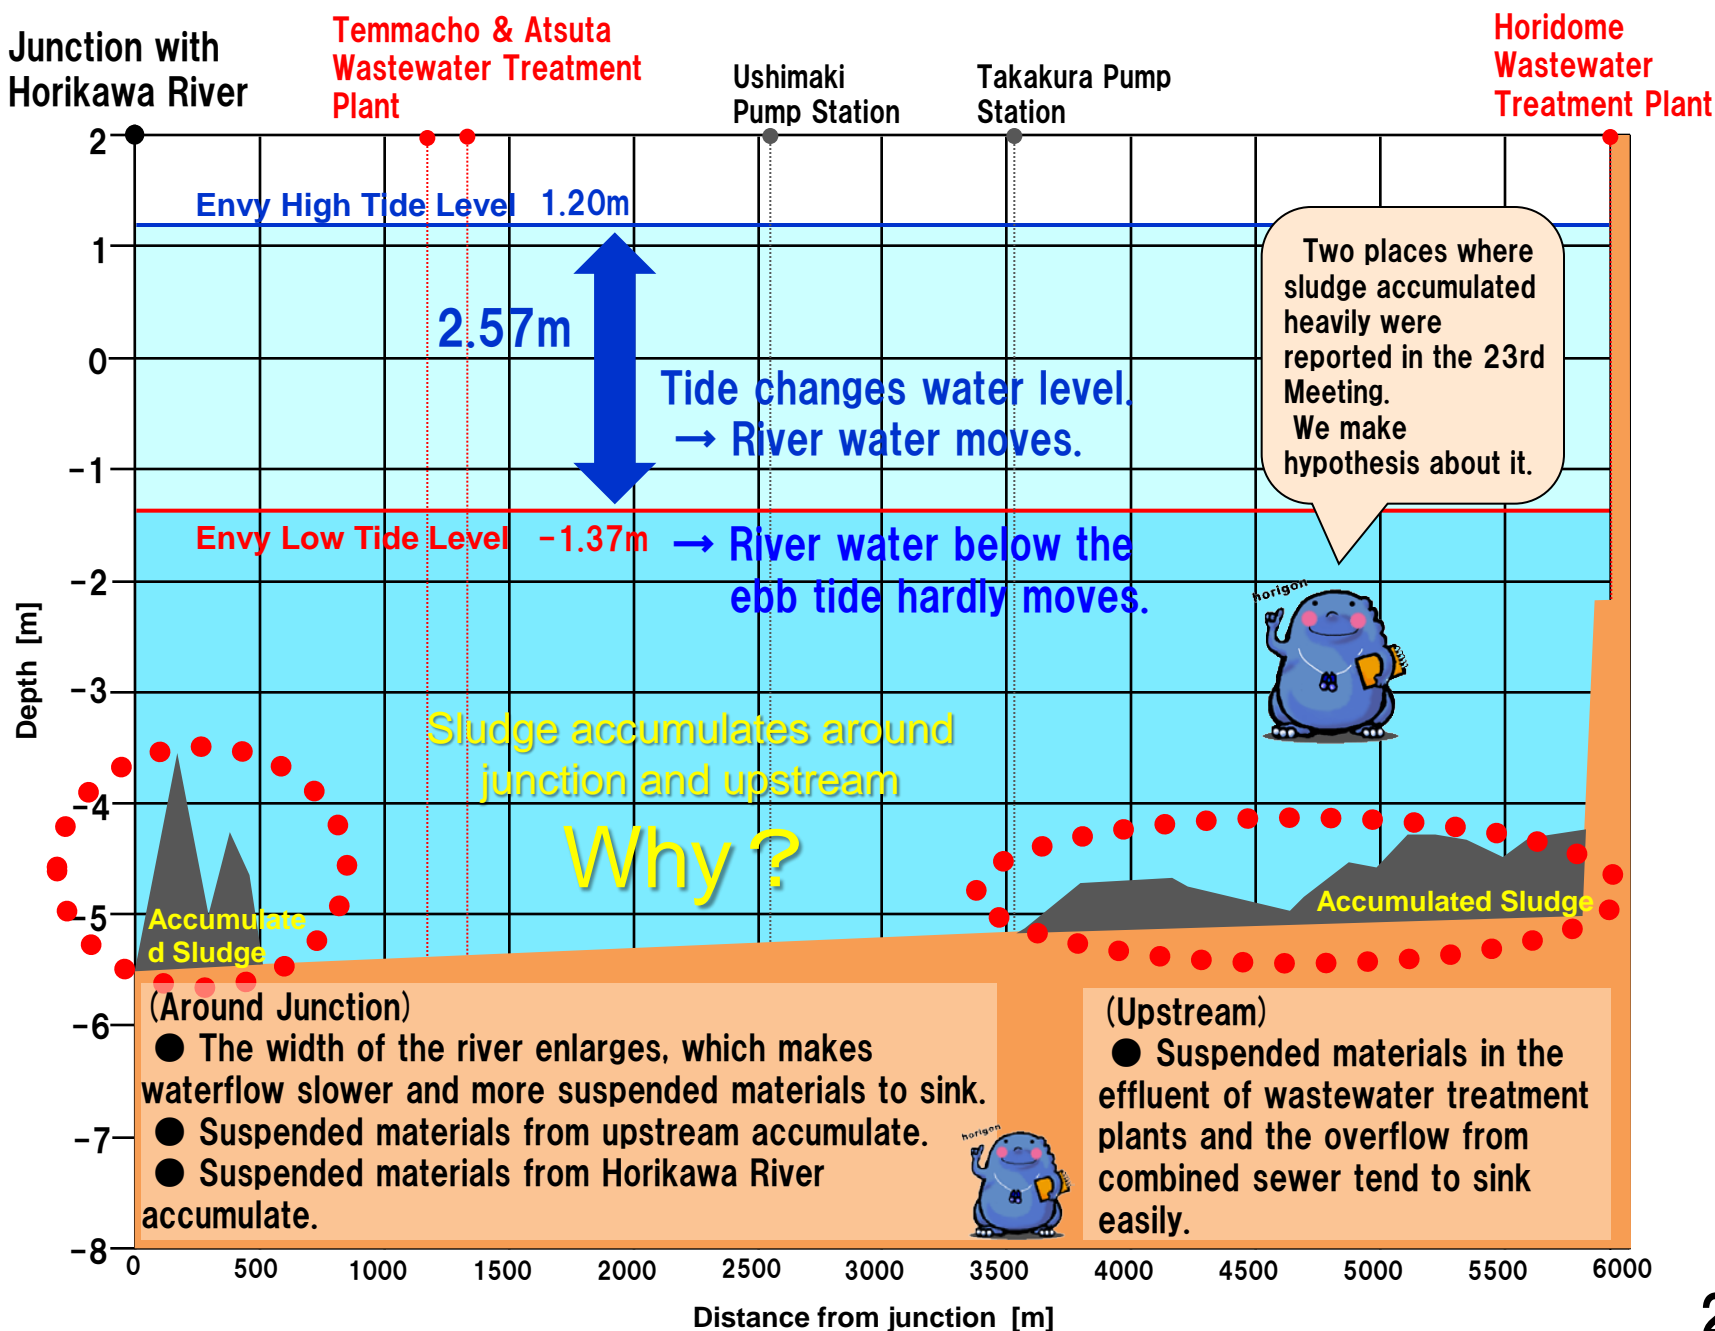 Junction with
Horikawa River
Temmacho & Atsuta
Wastewater Treatment
Plant
Ushimaki
Pump Station
Takakura Pump
Station
Horidome
Wastewater
Treatment Plant
2
1
0
-1
-2
-3
-4
-5
-6
-7
-8
Depth [m]
Envy High Tide Level 1.20m
2.57m
Tide changes water level.
→ River water moves.
Two places where
sludge accumulated
heavily were
reported in the 23rd
Meeting.
We make
hypothesis about it.
Envy Low Tide Level -1.37m
→ River water below the
ebb tide hardly moves.
horigon
Sludge accumulates around
junction and upstream
Why?
Accumulate
d Sludge
Accumulated Sludge
(Around Junction)
● The width of the river enlarges, which makes
waterflow slower and more suspended materials to sink.
● Suspended materials from upstream accumulate.
● Suspended materials from Horikawa River
accumulate.
horigon
(Upstream)
● Suspended materials in the
effluent of wastewater treatment
plants and the overflow from
combined sewer tend to sink
easily.
0 500 1000 1500 2000 2500 3000 3500 4000 4500 5000 5500 6000
Distance from junction [m]